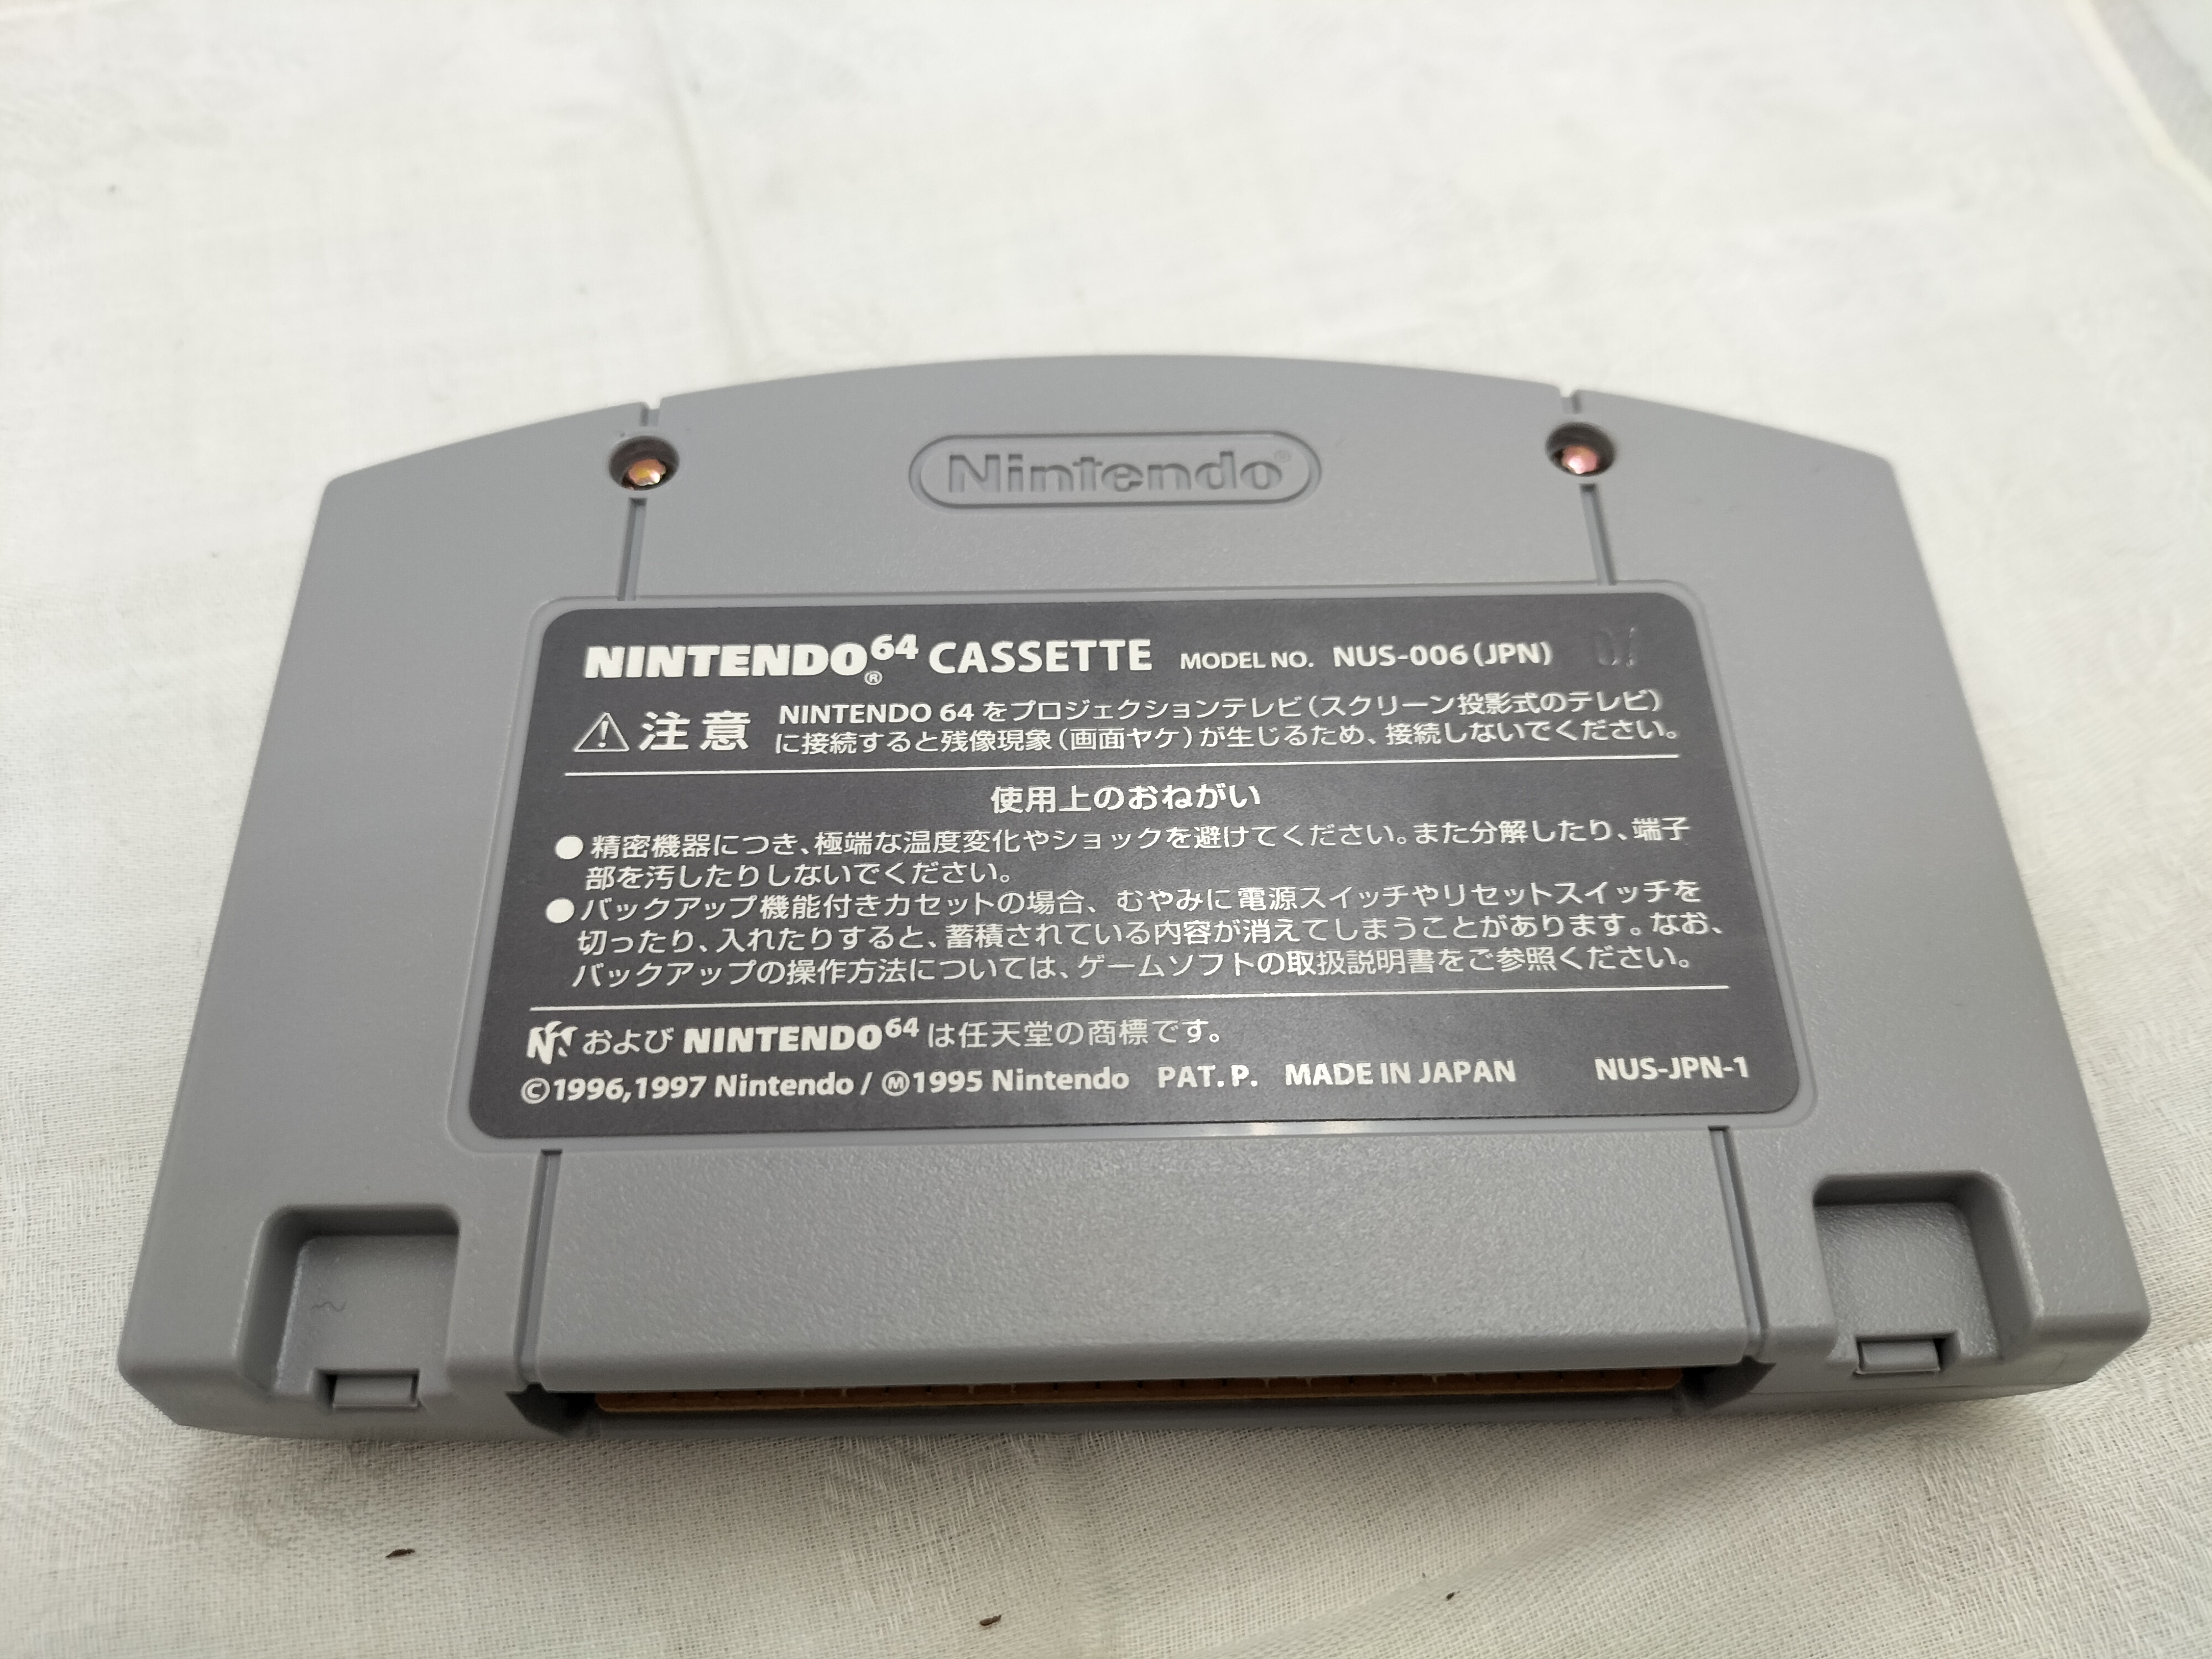 Nintendo®
NINTENDO64® CASSETTE MODEL NO. NUS-006(JPN)
⚠注意 NINTENDO 64 をプロジェクションテレビ(スクリーン投影式のテレビ)
に接続すると残像現象(画面ヤケ)が生じるため、接続しないでください。
使用上のおねがい
●精密機器につき、極端な温度変化やショックを避けてください。また分解したり、端子
部を汚したりしないでください。
●バックアップ機能付きカセットの場合、むやみに電源スイッチやリセットスイッチを
切ったり、入れたりすると、蓄積されている内容が消えてしまうことがあります。なお、
バックアップの操作方法については、ゲームソフトの取扱説明書をご参照ください。
および NINTENDO64 は任天堂の商標です。
©1996,1997 Nintendo / Ⓜ1995 Nintendo PAT. P. MADE IN JAPAN NUS-JPN-1